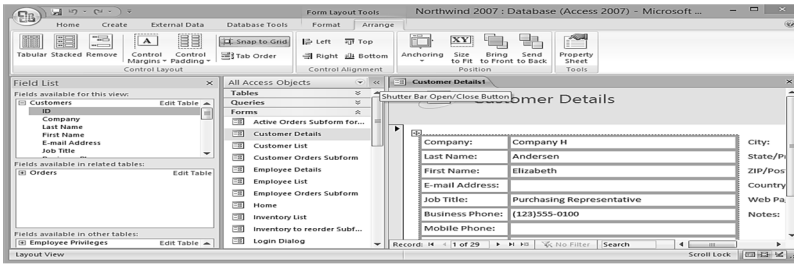 Form Layout Tools
Northwind 2007 : Database (Access 2007) - Microsoft ...
Home Create External Data Database Tools Format Arrange
Tabular Stacked Remove Control Margins Control Padding Snap to Grid Tab Order Left Top Right Bottom Anchoring Size to Fit Bring to Front Send to Back Property Sheet
Control Layout Control Alignment Position Tools
Field List
Fields available for this view:
Customers Edit Table
ID
Company
Last Name
First Name
E-mail Address
Job Title
Fields available in related tables:
Orders Edit Table
Fields available in other tables:
Employee Privileges Edit Table
All Access Objects
Tables
Queries
Forms
Active Orders Subform for...
Customer Details
Customer List
Customer Orders Subform
Employee Details
Employee List
Employee Orders Subform
Home
Inventory List
Inventory to reorder Subf...
Login Dialog
Customer Details1
Shutter Bar Open/Close Button
Customer Details
Company: Company H City:
Last Name: Andersen State/Pr
First Name: Elizabeth ZIP/Pos
E-mail Address: Country
Job Title: Purchasing Representative Web Pa
Business Phone: (123)555-0100 Notes:
Mobile Phone:
Record: 1 of 29 No Filter Search
Layout View Scroll Lock